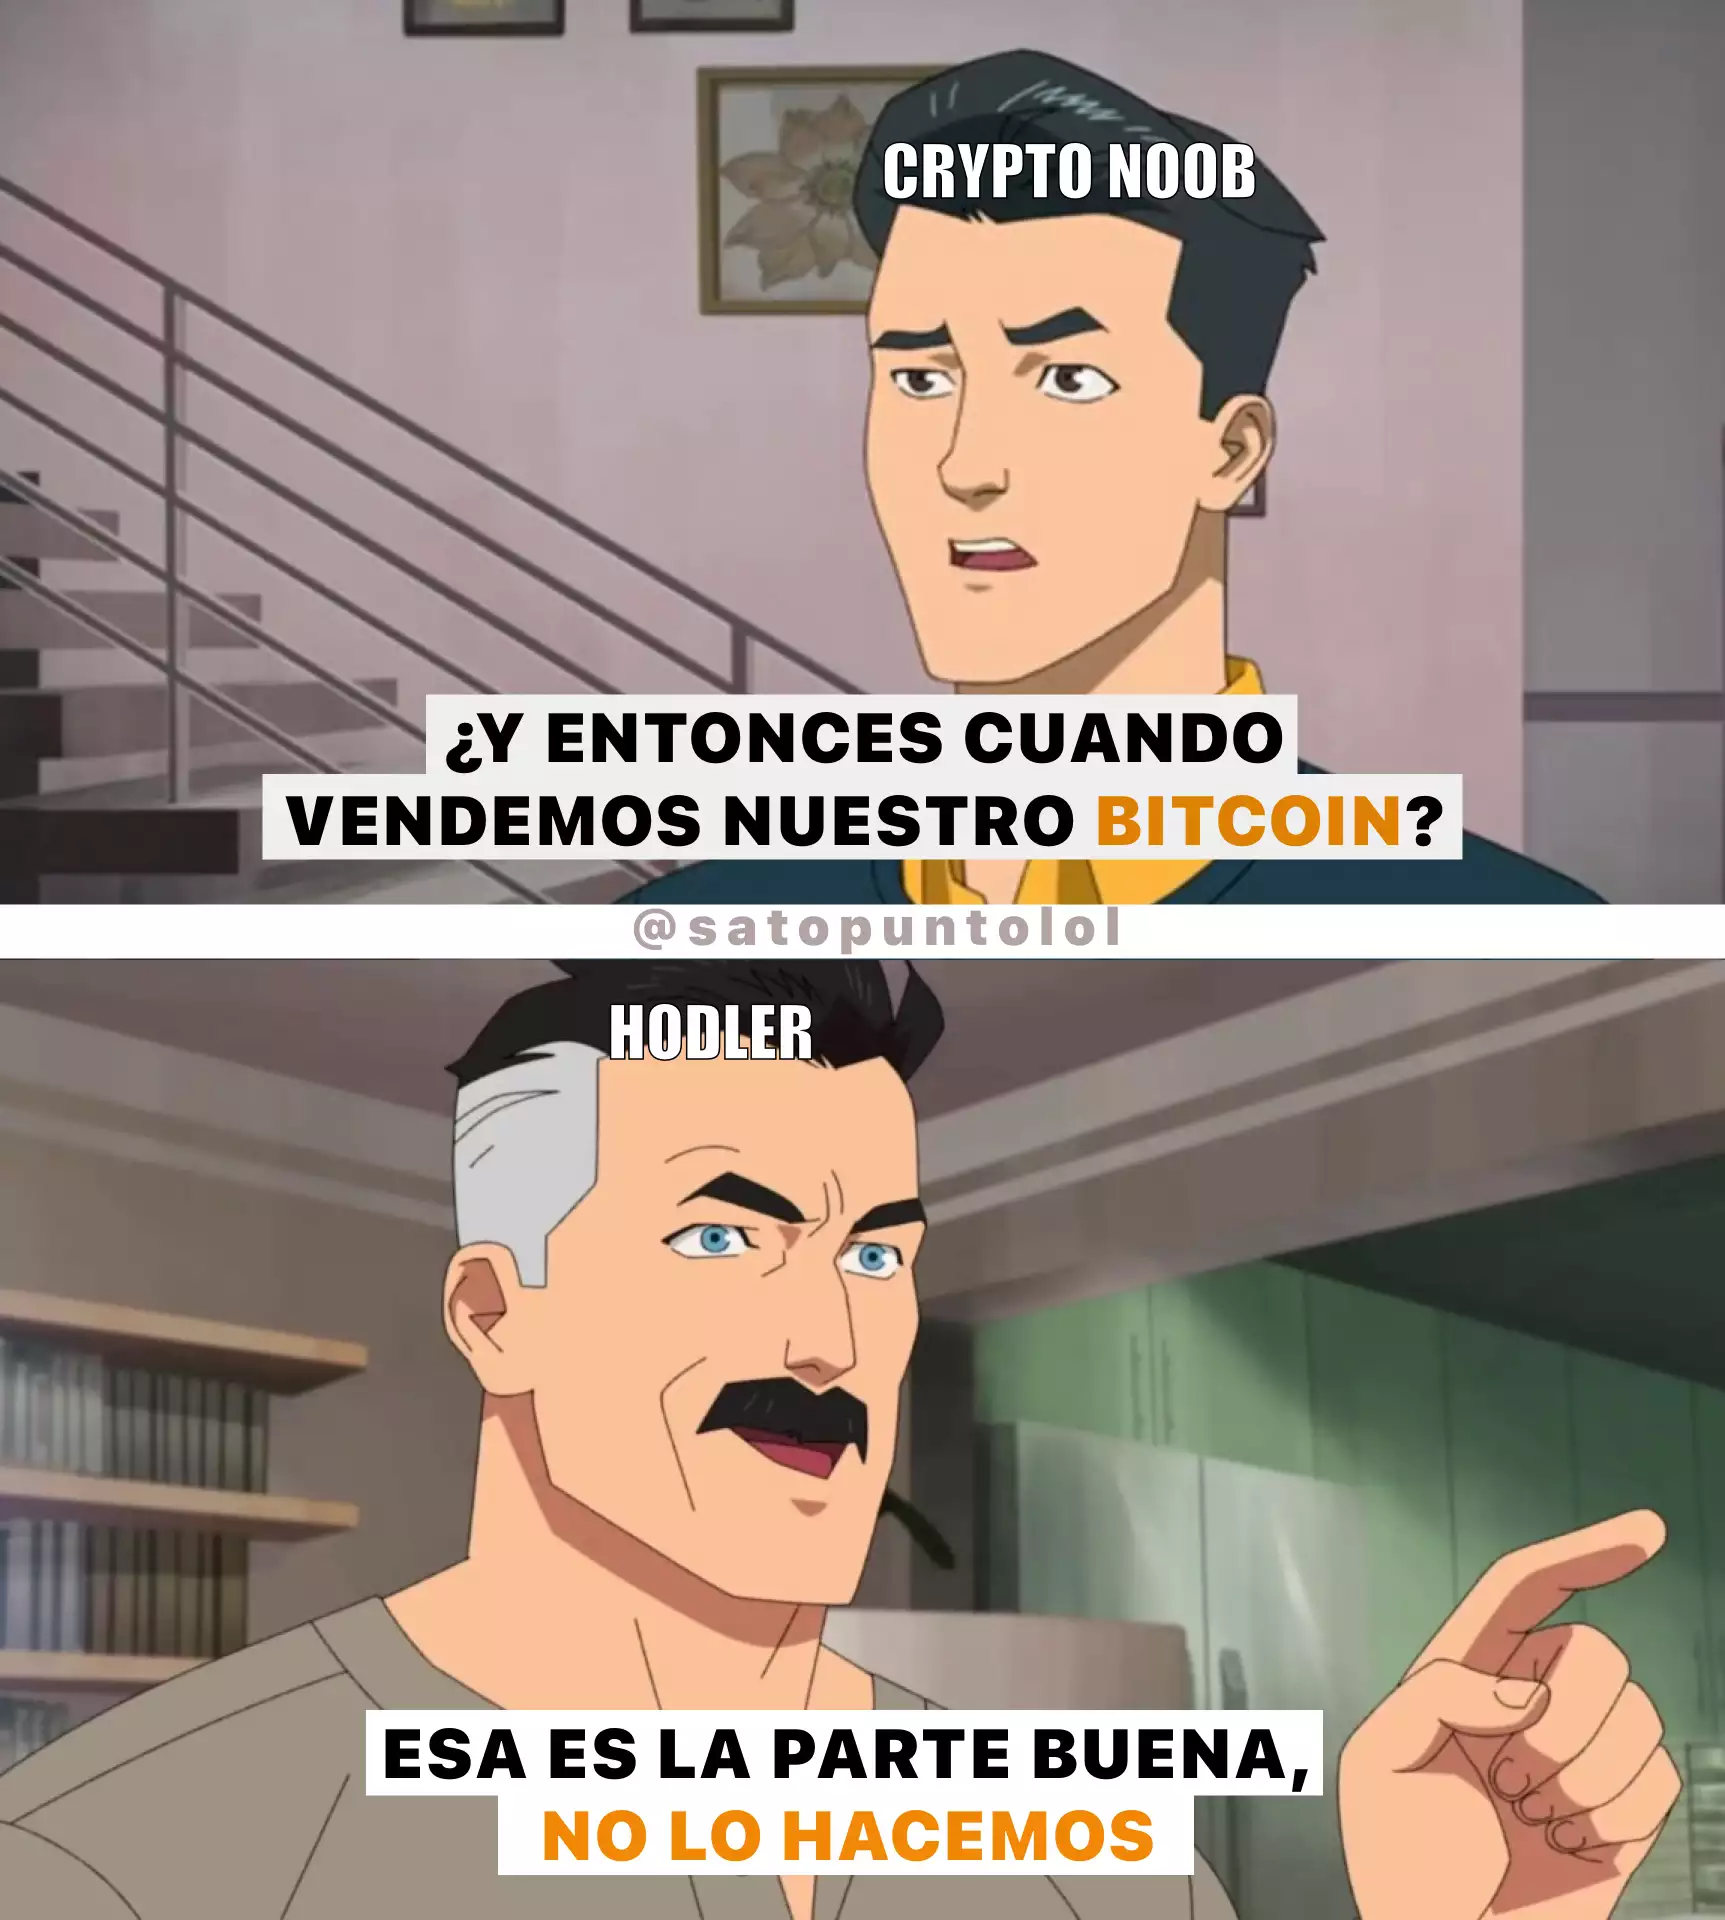 CRYPTO NOOB
¿Y ENTONCES CUANDO
VENDEMOS NUESTRO BITCOIN?
@satopuntolol
HODLER
ESA ES LA PARTE BUENA,
NO LO HACEMOS